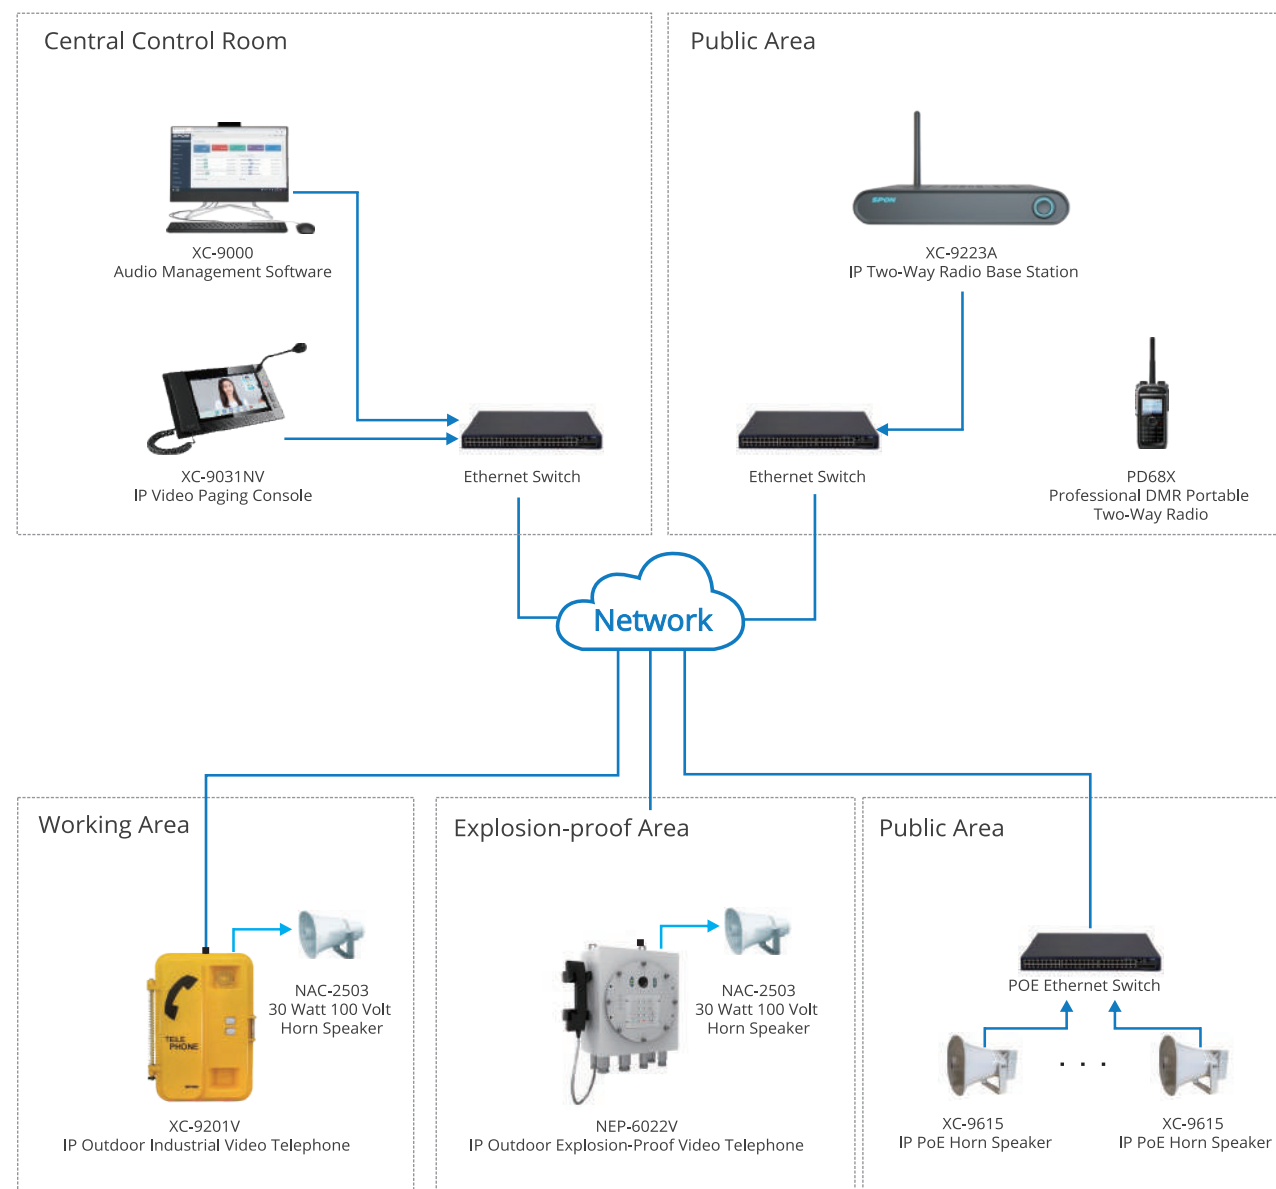 Central Control Room
Public Area
SPON
XC-9000
Audio Management Software
XC-9223A
IP Two-Way Radio Base Station
XC-9031NV
IP Video Paging Console
Ethernet Switch
Ethernet Switch
PD68X
Professional DMR Portable
Two-Way Radio
Network
Working Area
Explosion-proof Area
Public Area
NAC-2503
30 Watt 100 Volt
Horn Speaker
NAC-2503
30 Watt 100 Volt
Horn Speaker
POE Ethernet Switch
TELE
PHONE
. . .
XC-9201V
IP Outdoor Industrial Video Telephone
NEP-6022V
IP Outdoor Explosion-Proof Video Telephone
XC-9615
IP PoE Horn Speaker
XC-9615
IP PoE Horn Speaker